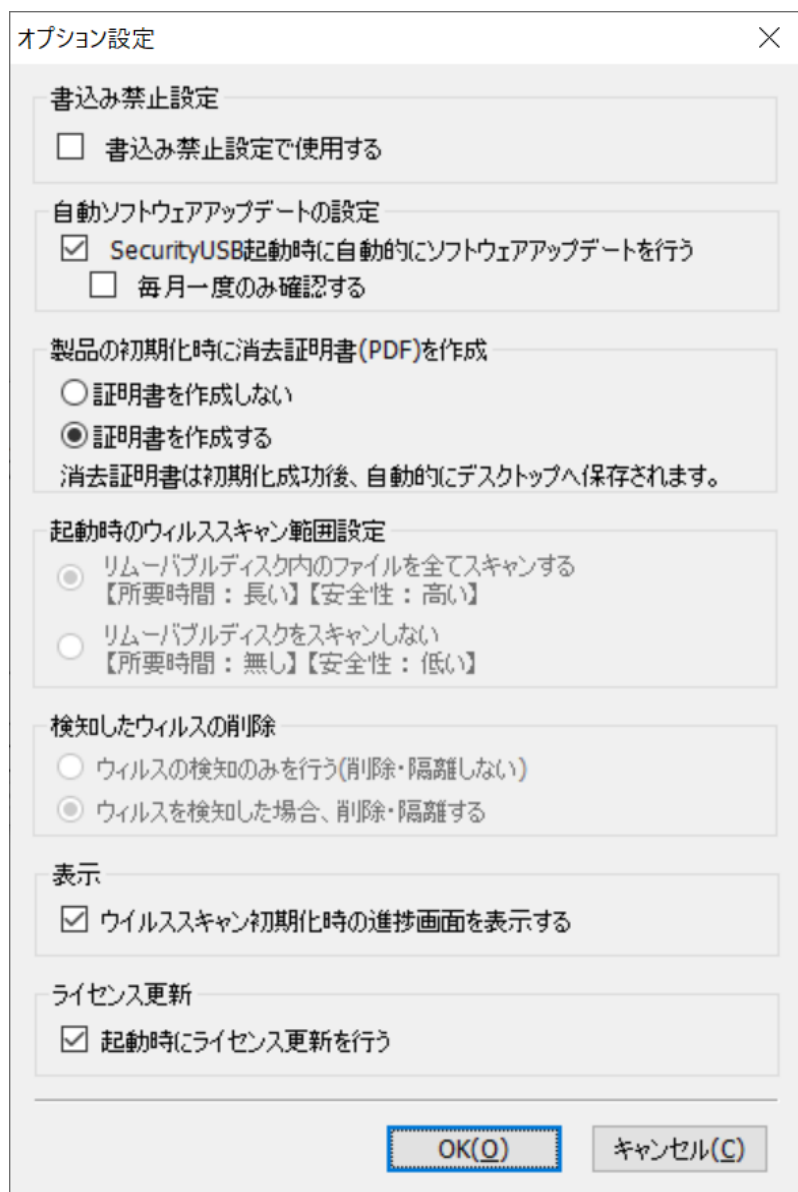 オプション設定
書込み禁止設定
書込み禁止設定で使用する
自動ソフトウェアアップデートの設定
SecurityUSB起動時に自動的にソフトウェアアップデートを行う
毎月一度のみ確認する
製品の初期化時に消去証明書(PDF)を作成
証明書を作成しない
証明書を作成する
消去証明書は初期化成功後、自動的にデスクトップへ保存されます。
起動時のウィルススキャン範囲設定
リムーバブルディスク内のファイルを全てスキャンする
【所要時間：長い】【安全性：高い】
リムーバブルディスクをスキャンしない
【所要時間：無し】【安全性：低い】
検知したウィルスの削除
ウィルスの検知のみを行う(削除・隔離しない)
ウィルスを検知した場合、削除・隔離する
表示
ウイルススキャン初期化時の進捗画面を表示する
ライセンス更新
起動時にライセンス更新を行う
OK(O) キャンセル(C)